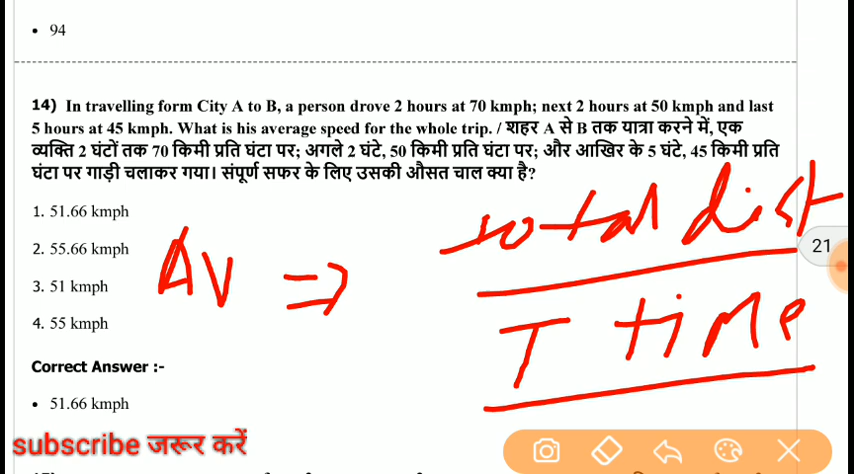 • 94
14) In travelling form City A to B, a person drove 2 hours at 70 kmph; next 2 hours at 50 kmph and last
5 hours at 45 kmph. What is his average speed for the whole trip. / शहर A से B तक यात्रा करने में, एक
व्यक्ति 2 घंटों तक 70 किमी प्रति घंटा पर; अगले 2 घंटे, 50 किमी प्रति घंटा पर; और आखिर के 5 घंटे, 45 किमी प्रति
घंटा पर गाड़ी चलाकर गया। संपूर्ण सफर के लिए उसकी औसत चाल क्या है?
total dist
1. 51.66 kmph
2. 55.66 kmph
21
AV ⇒
3. 51 kmph
T time
4. 55 kmph
Correct Answer :-
• 51.66 kmph
subscribe जरूर करें